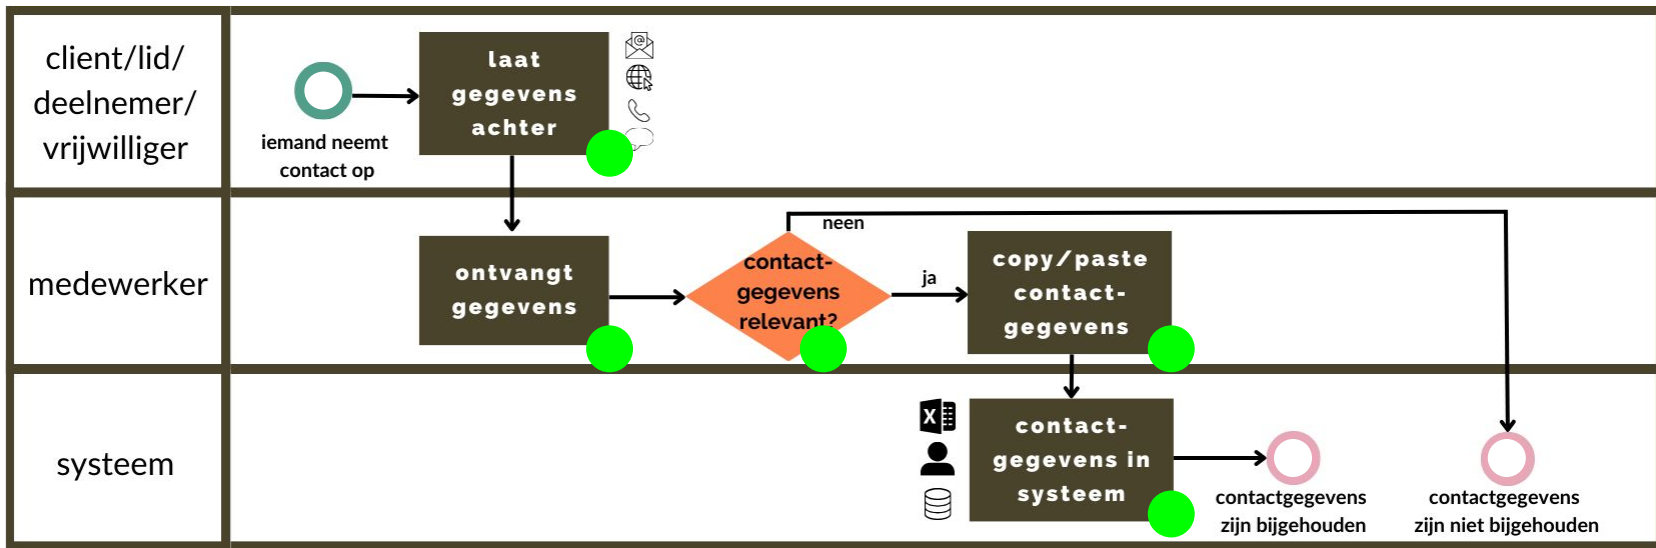 client/lid/
deelnemer/
vrijwilliger
iemand neemt
contact op
laat
gegevens
achter
medewerker
ontvangt
gegevens
contact-
gegevens
relevant?
neen
ja
copy/paste
contact-
gegevens
systeem
X
contact-
gegevens in
systeem
contactgegevens
zijn bijgehouden
contactgegevens
zijn niet bijgehouden